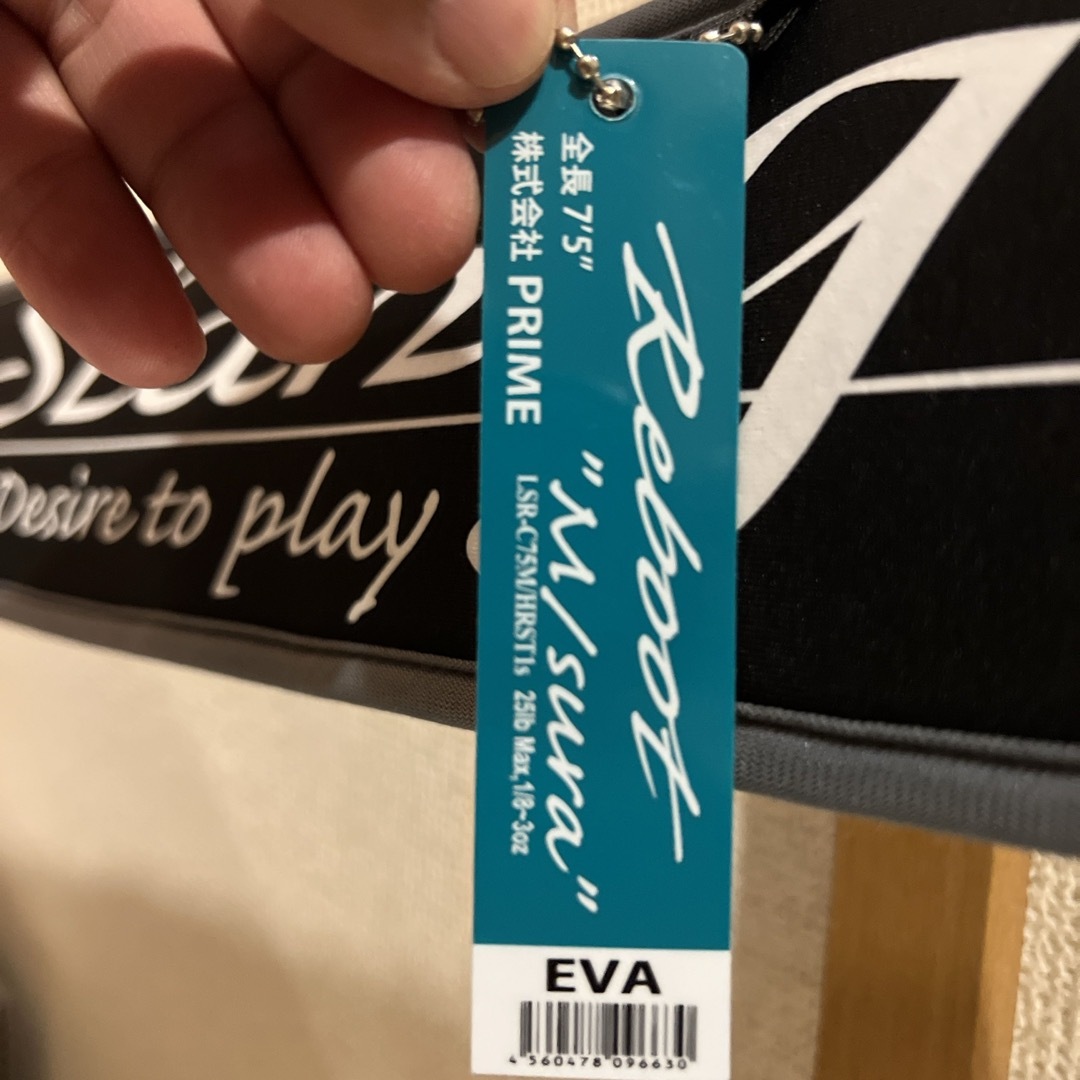 Reboot
"M/sura"
全長 7'5"
株式会社 PRIME
LSR-C75M/HRST1s 25lb Max,1/8~3oz
EVA
4 560478 096630
Desire to play